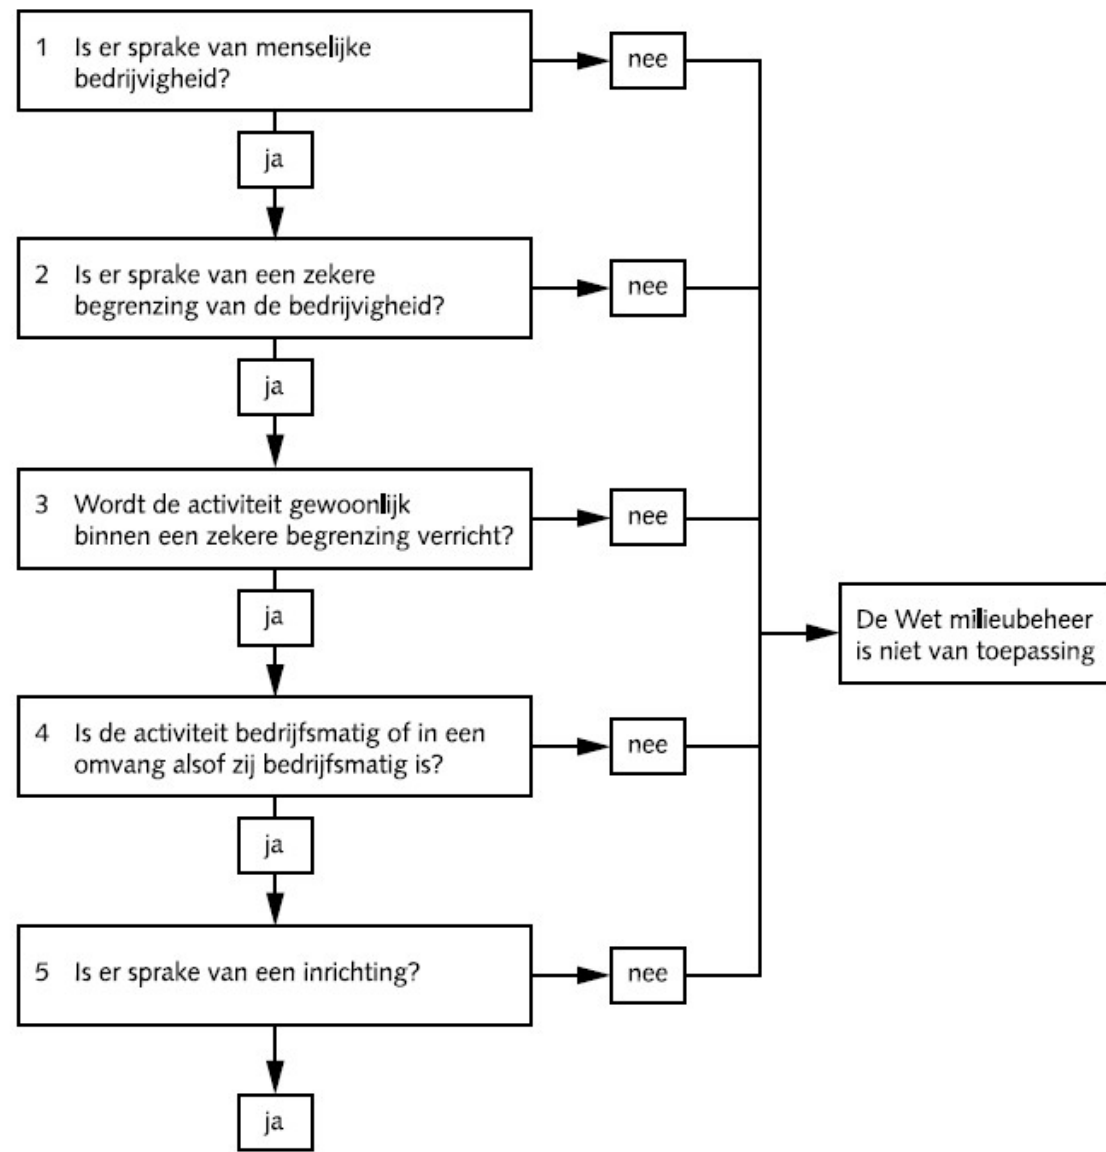 1 Is er sprake van menselijke
bedrijvigheid?
nee
ja
2 Is er sprake van een zekere
begrenzing van de bedrijvigheid?
nee
ja
3 Wordt de activiteit gewoonlijk
binnen een zekere begrenzing verricht?
nee
ja
De Wet milieubeheer
is niet van toepassing
4 Is de activiteit bedrijfsmatig of in een
omvang alsof zij bedrijfsmatig is?
nee
ja
5 Is er sprake van een inrichting?
nee
ja